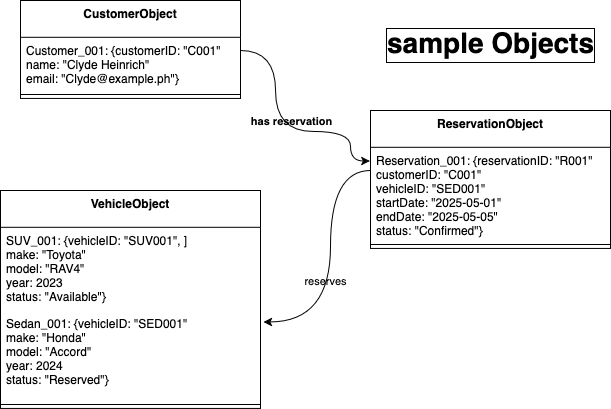 CustomerObject
Customer_001: {customerID: "C001"
name: "Clyde Heinrich"
email: "Clyde@example.ph"}
sample Objects
has reservation
ReservationObject
Reservation_001: {reservationID: "R001"
customerID: "C001"
vehicleID: "SED001"
startDate: "2025-05-01"
endDate: "2025-05-05"
status: "Confirmed"}
VehicleObject
SUV_001: {vehicleID: "SUV001", ]
make: "Toyota"
model: "RAV4"
year: 2023
status: "Available"}
Sedan_001: {vehicleID: "SED001"
make: "Honda"
model: "Accord"
year: 2024
status: "Reserved"}
reserves